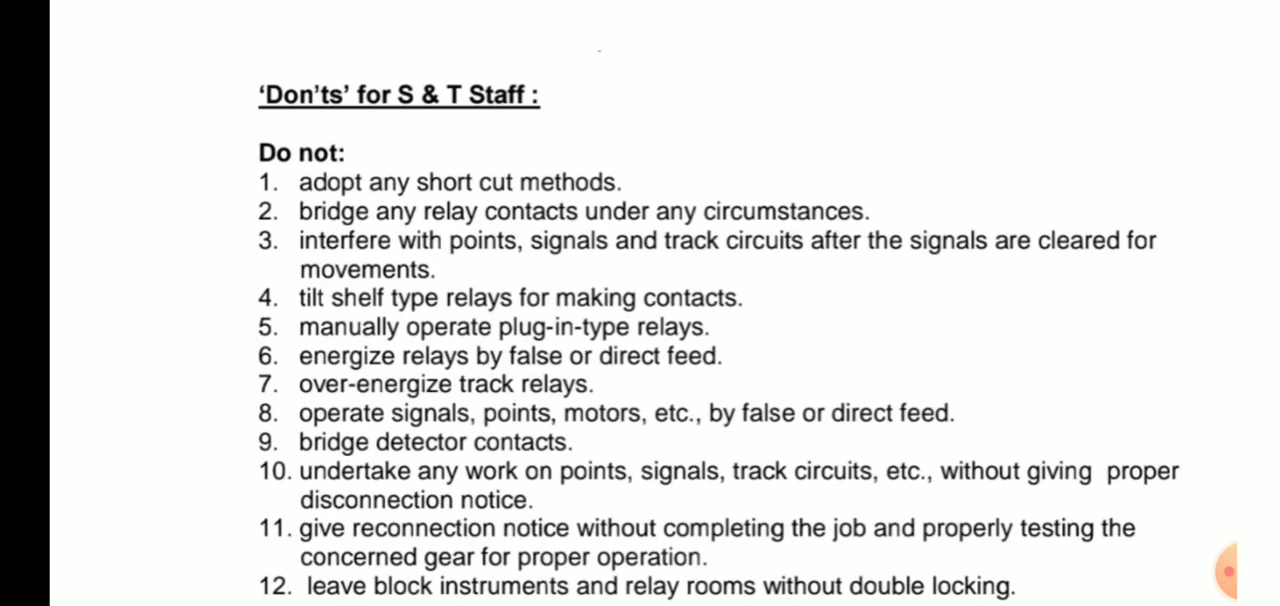 ‘Don’ts’ for S & T Staff :
Do not:
1. adopt any short cut methods.
2. bridge any relay contacts under any circumstances.
3. interfere with points, signals and track circuits after the signals are cleared for
movements.
4. tilt shelf type relays for making contacts.
5. manually operate plug-in-type relays.
6. energize relays by false or direct feed.
7. over-energize track relays.
8. operate signals, points, motors, etc., by false or direct feed.
9. bridge detector contacts.
10. undertake any work on points, signals, track circuits, etc., without giving proper
disconnection notice.
11. give reconnection notice without completing the job and properly testing the
concerned gear for proper operation.
12. leave block instruments and relay rooms without double locking.